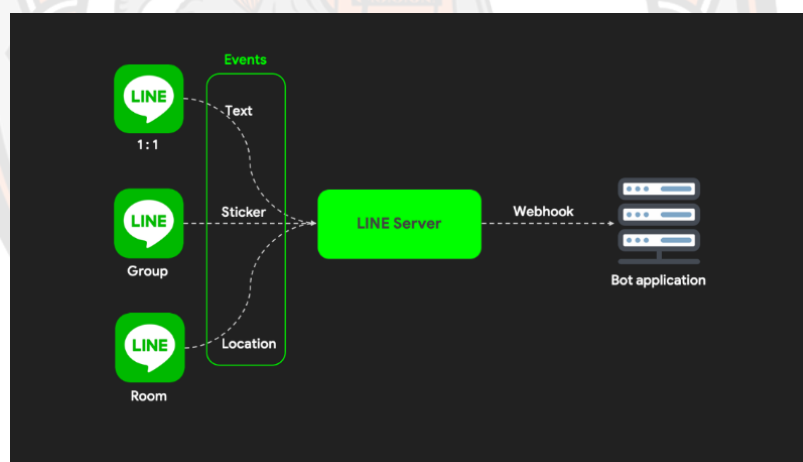 Events
LINE
Text
1 : 1
LINE
Sticker
LINE Server
Webhook
Group
Bot application
LINE
Location
Room